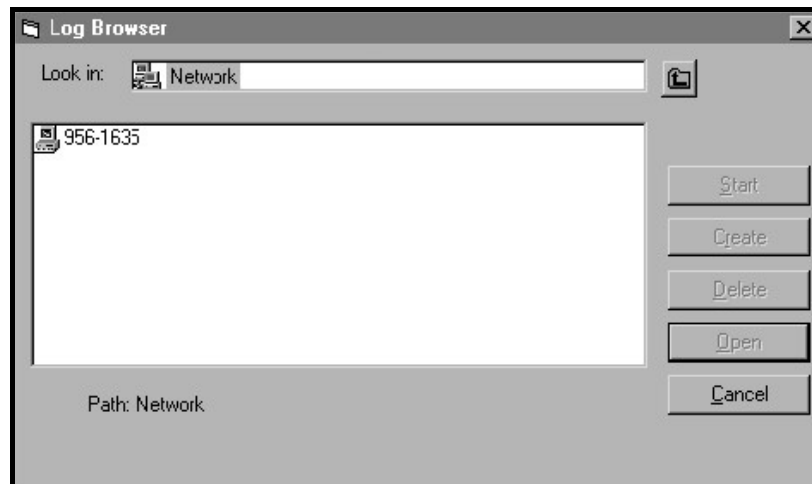 Log Browser
Look in: Network
956-1635
Start
Create
Delete
Open
Cancel
Path: Network